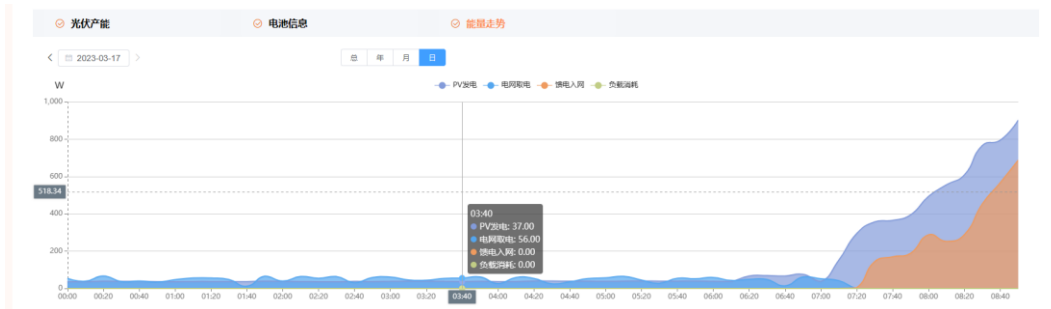 光伏产能 电池信息 能量走势
2023-03-17 总 年 月 日
W PV发电 电网取电 馈电入网 负载消耗
1,000
800
600
518.34
400
03:40
PV发电: 37.00
电网取电: 56.00
200
馈电入网: 0.00
负载消耗: 0.00
0
00:00 00:20 00:40 01:00 01:20 01:40 02:00 02:20 02:40 03:00 03:20 03:40 04:00 04:20 04:40 05:00 05:20 05:40 06:00 06:20 06:40 07:00 07:20 07:40 08:00 08:20 08:40